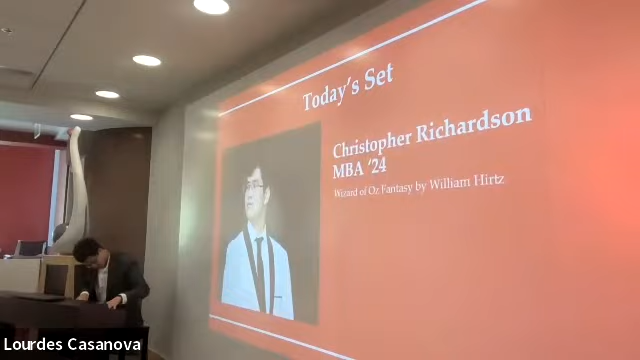 Today's Set
Christopher Richardson
MBA '24
Wizard of Oz Fantasy by William Hirtz
Lourdes Casanova